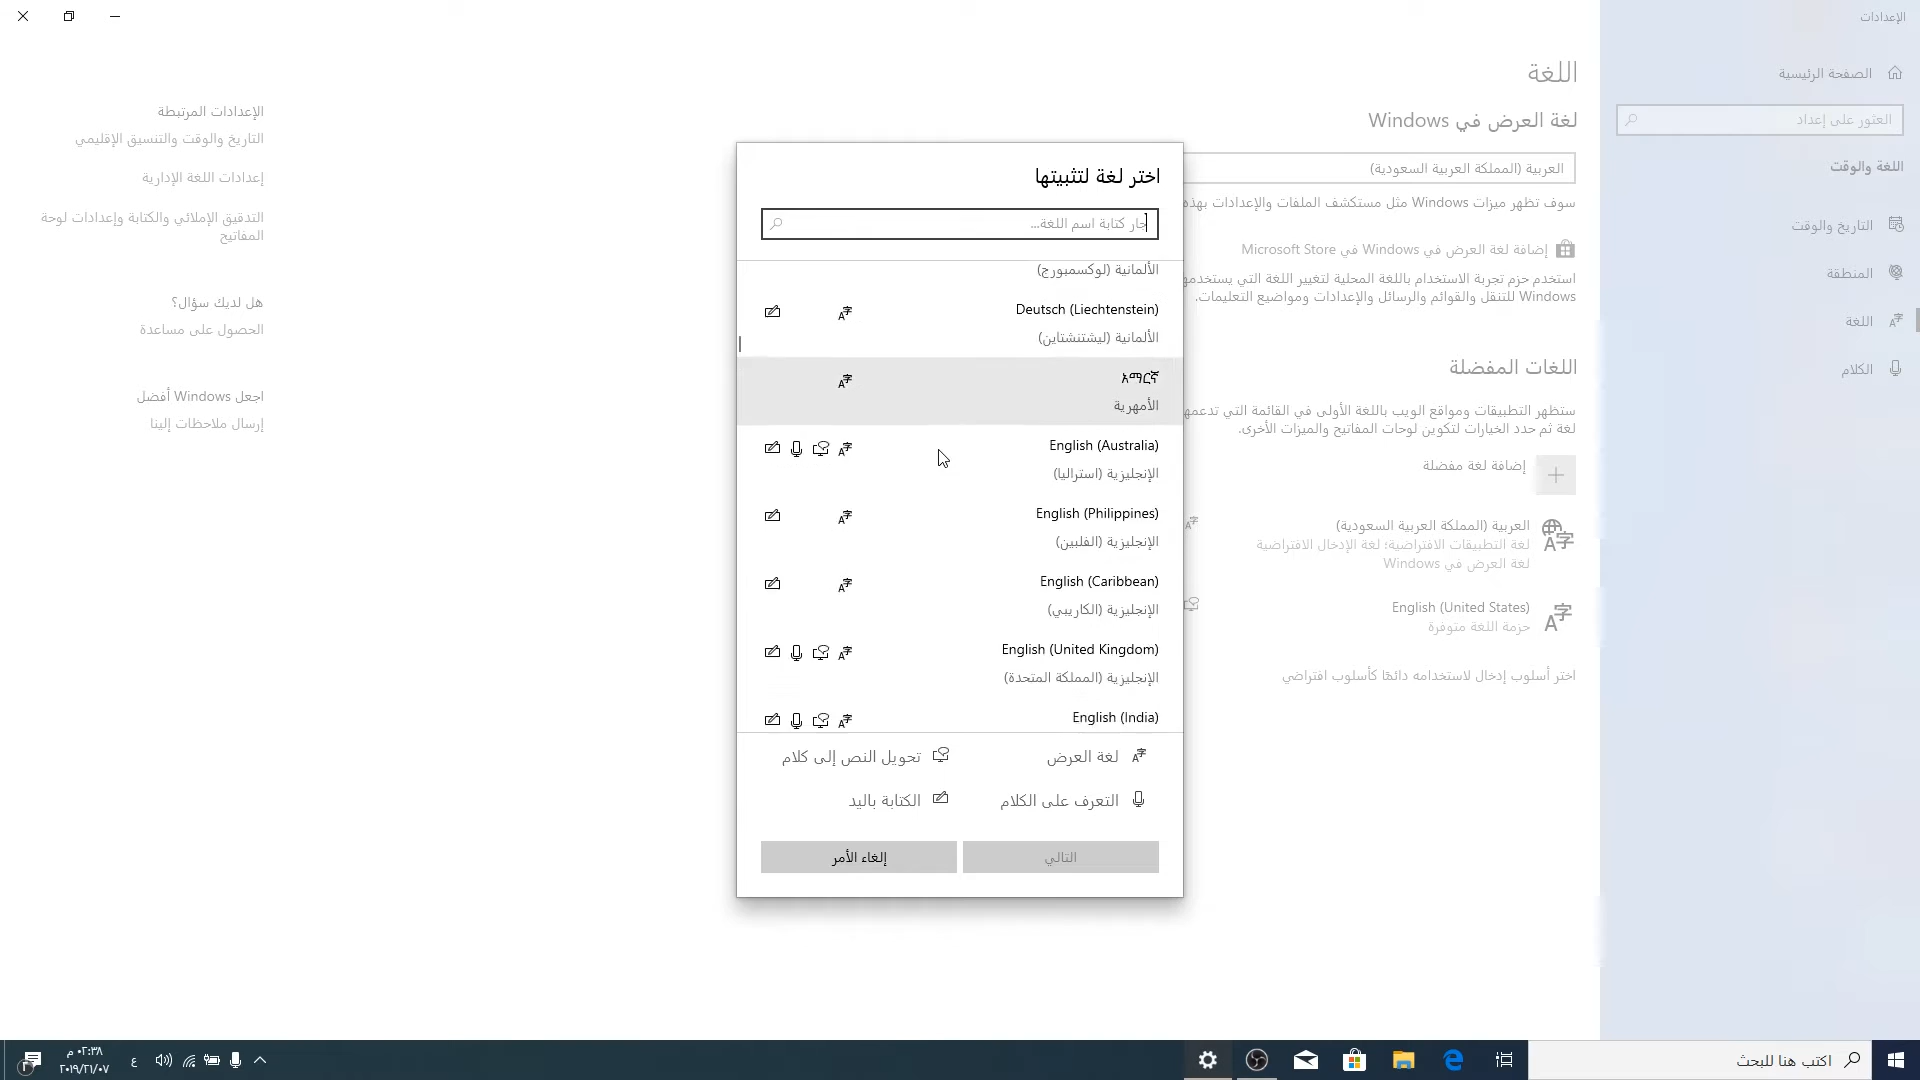 الإعدادات
الصفحة الرئيسية
العثور على إعداد
اللغة والوقت
التاريخ والوقت
المنطقة
اللغة
الكلام
اللغة
لغة العرض في Windows
العربية (المملكة العربية السعودية)
سوف تظهر ميزات Windows مثل مستكشف الملفات والإعدادات بهذه
إضافة لغة العرض في Windows في Microsoft Store
استخدم حزم تجربة الاستخدام باللغة المحلية لتغيير اللغة التي يستخدمها
Windows للتنقل والقوائم والرسائل والإعدادات ومواضيع التعليمات.
اللغات المفضلة
ستظهر التطبيقات ومواقع الويب باللغة الأولى في القائمة التي تدعمها
لغة ثم حدد الخيارات لتكوين لوحات المفاتيح والميزات الأخرى.
إضافة لغة مفضلة
العربية (المملكة العربية السعودية)
لغة التطبيقات الافتراضية؛ لغة الإدخال الافتراضية
لغة العرض في Windows
English (United States)
حزمة اللغة متوفرة
اختر أسلوب إدخال لاستخدامه دائمًا كأسلوب افتراضي
اختر لغة لتثبيتها
جار كتابة اسم اللغة...
الألمانية (لوكسمبورج)
Deutsch (Liechtenstein)
الألمانية (ليشتنشتاين)
አማርኛ
الأمهرية
English (Australia)
الإنجليزية (استراليا)
English (Philippines)
الإنجليزية (الفلبين)
English (Caribbean)
الإنجليزية (الكاريبي)
English (United Kingdom)
الإنجليزية (المملكة المتحدة)
English (India)
لغة العرض
تحويل النص إلى كلام
التعرف على الكلام
الكتابة باليد
التالي
إلغاء الأمر
الإعدادات المرتبطة
التاريخ والوقت والتنسيق الإقليمي
إعدادات اللغة الإدارية
التدقيق الإملائي والكتابة وإعدادات لوحة
المفاتيح
هل لديك سؤال؟
الحصول على مساعدة
اجعل Windows أفضل
إرسال ملاحظات إلينا
اكتب هنا للبحث
ع
٠٢:٣٨ م
٢٠١٩/٢١/٠٧